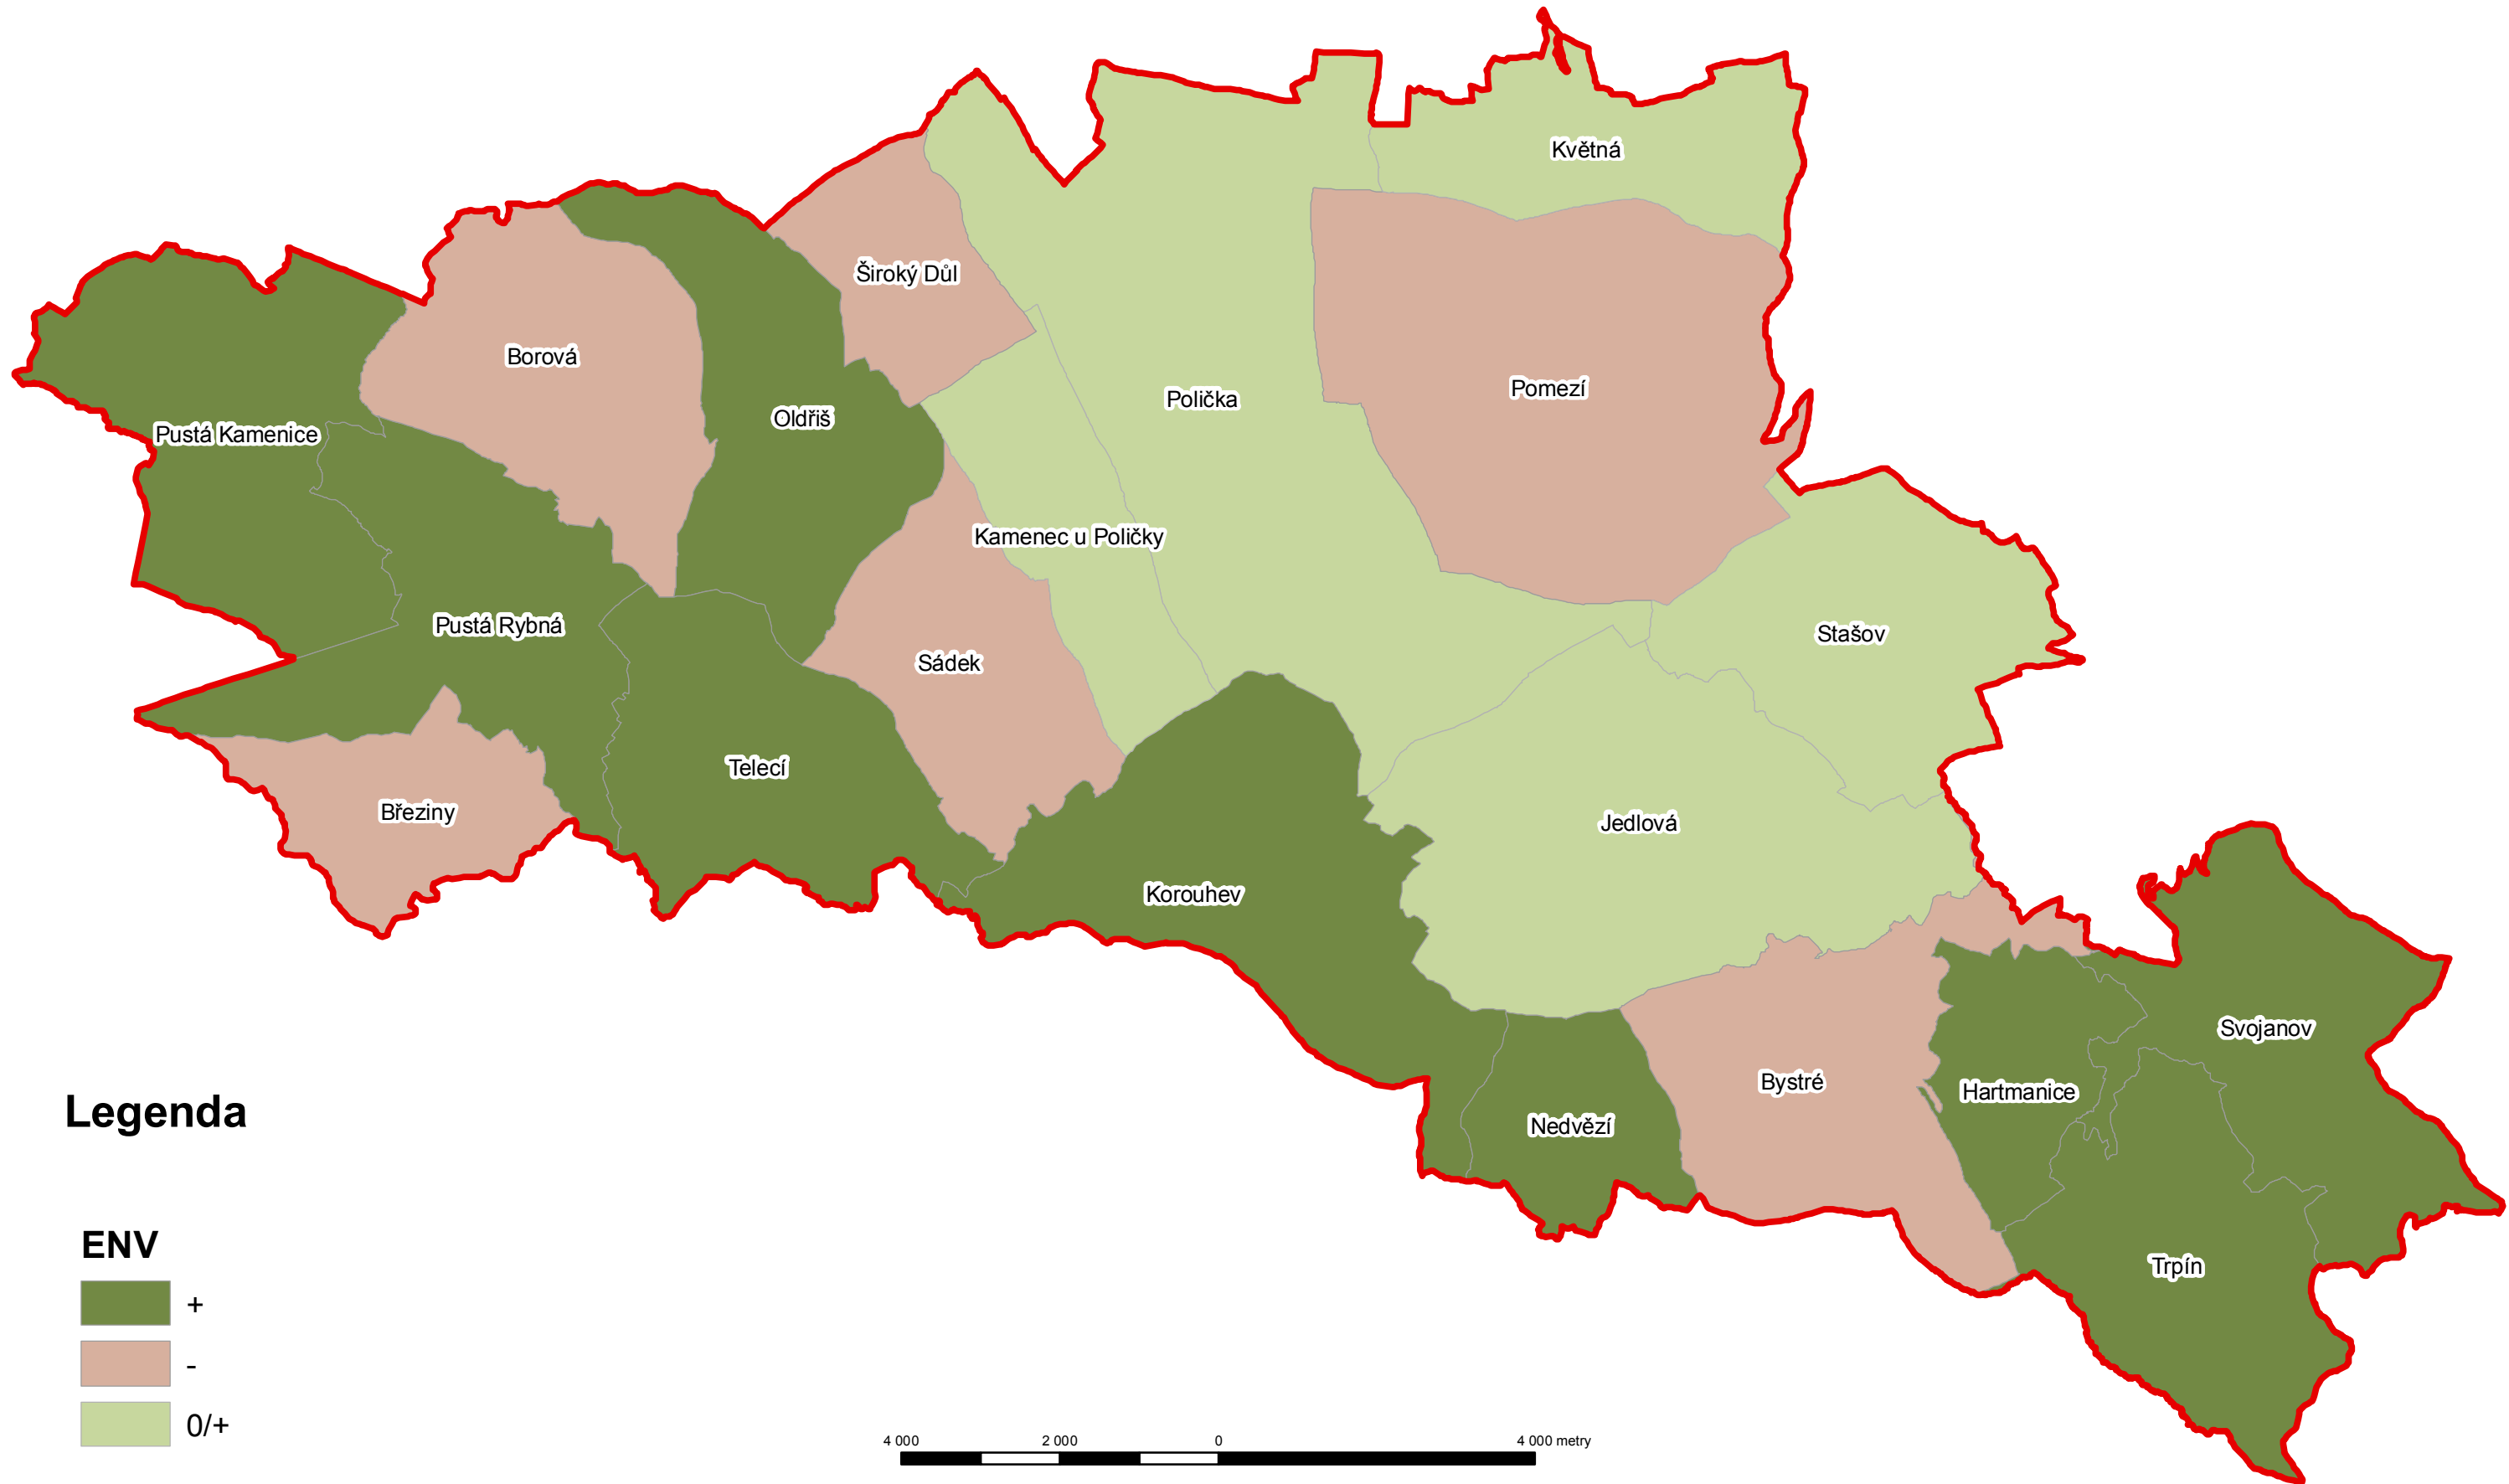 Květná
Široký Důl
Borová
Pomezí
Polička
Oldřiš
Pustá Kamenice
Kamenec u Poličky
Pustá Rybná
Stašov
Sádek
Telecí
Březiny
Jedlová
Korouhev
Svojanov
Bystré
Hartmanice
Nedvězí
Trpín
Legenda
ENV
+
-
0/+
4 000 2 000 0 4 000 metry